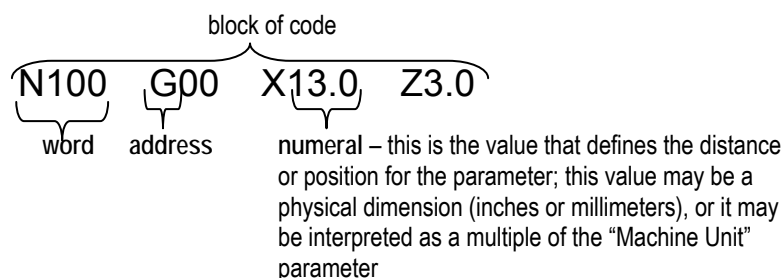 block of code
N100 G00 X13.0 Z3.0
word address numeral – this is the value that defines the distance
or position for the parameter; this value may be a
physical dimension (inches or millimeters), or it may
be interpreted as a multiple of the “Machine Unit”
parameter